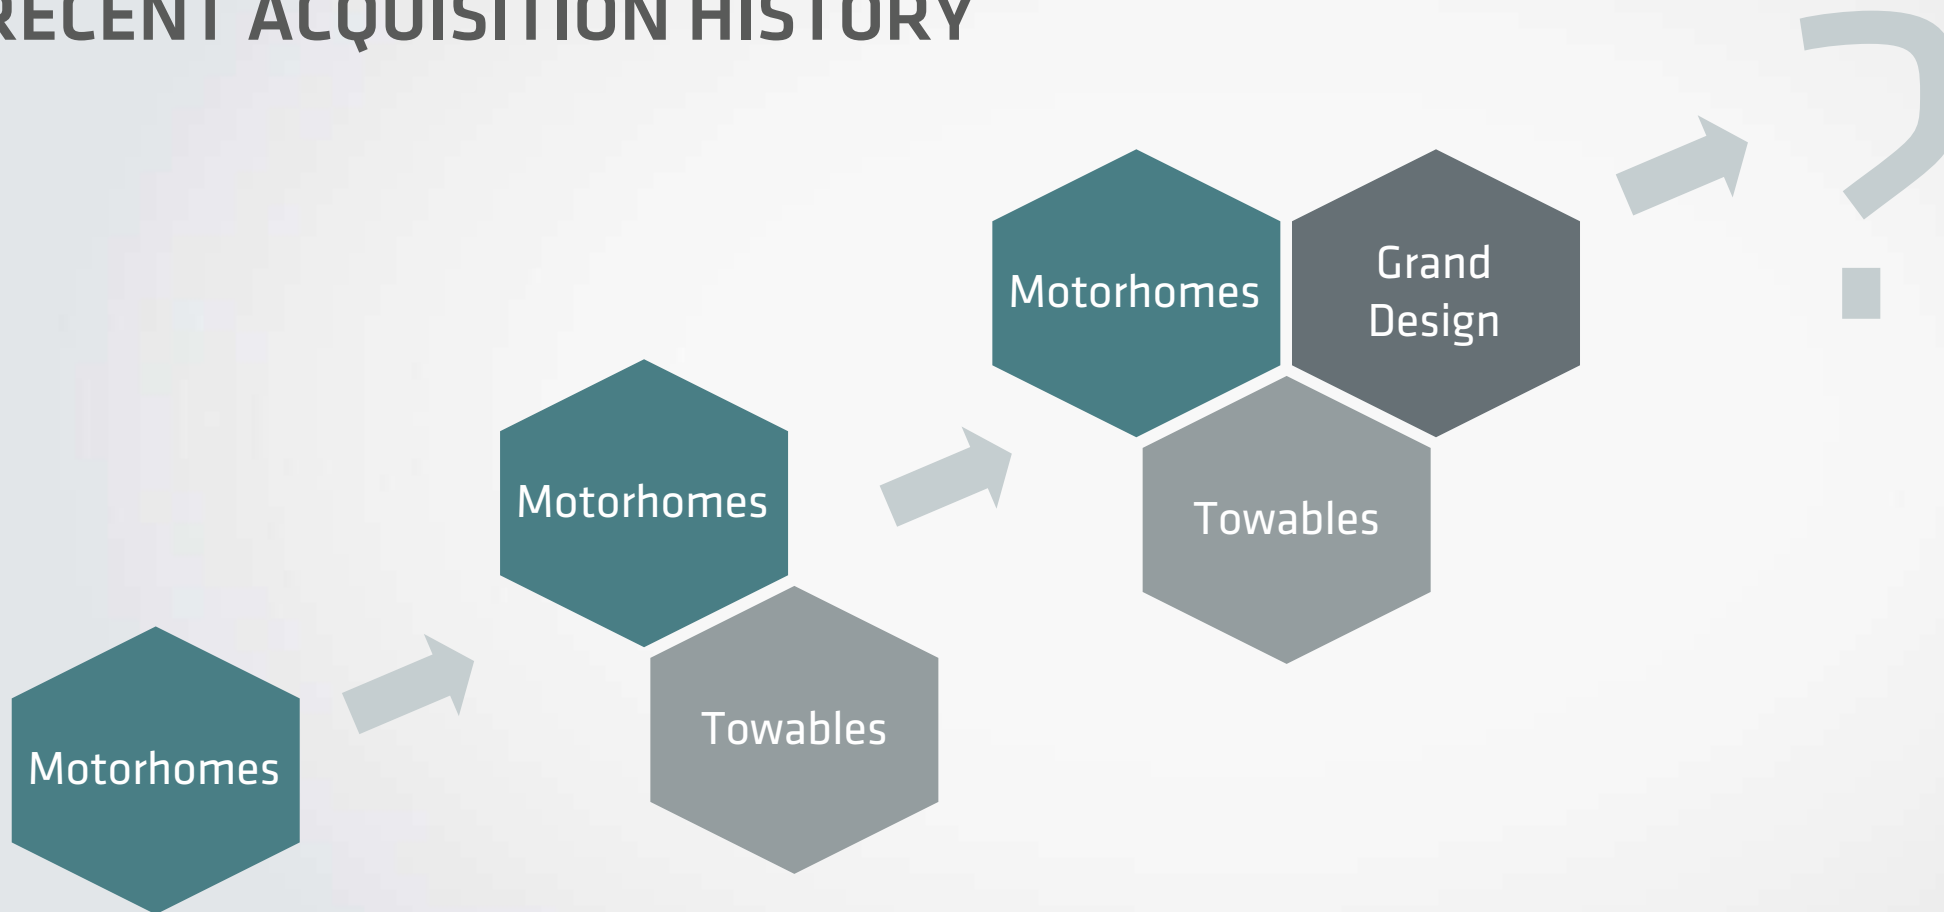 RECENT ACQUISITION HISTORY
?
Motorhomes
Grand
Design
Towables
Motorhomes
Towables
Motorhomes